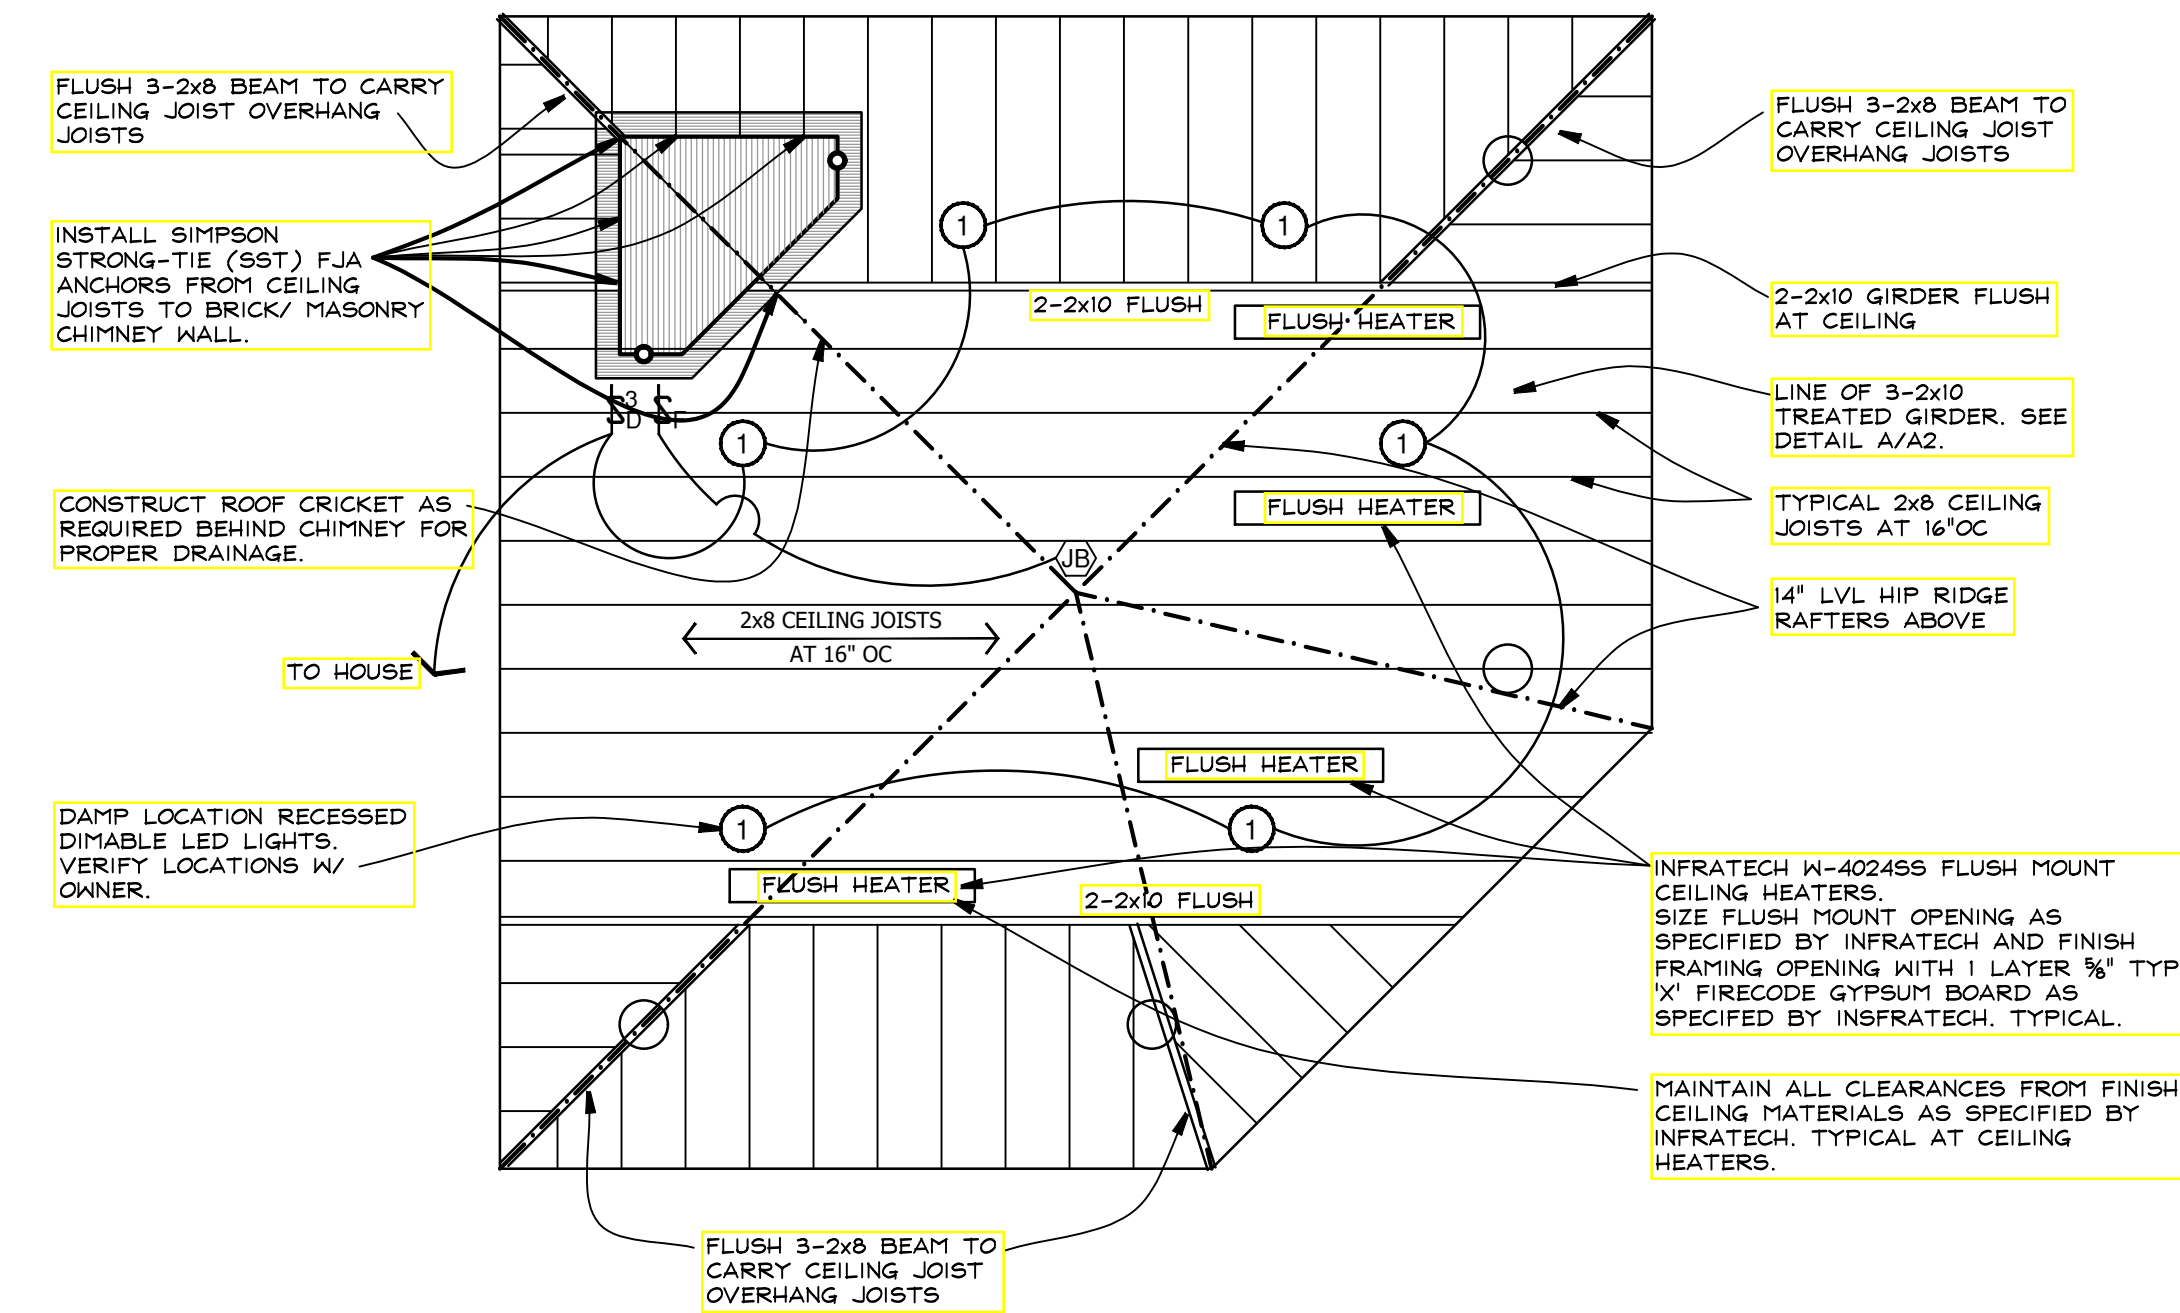 FLUSH 3-2x8 BEAM TO CARRY
CEILING JOIST OVERHANG
JOISTS
INSTALL SIMPSON
STRONG-TIE (SST) FJA
ANCHORS FROM CEILING
JOISTS TO BRICK/ MASONRY
CHIMNEY WALL.
CONSTRUCT ROOF CRICKET AS
REQUIRED BEHIND CHIMNEY FOR
PROPER DRAINAGE.
TO HOUSE
DAMP LOCATION RECESSED
DIMABLE LED LIGHTS.
VERIFY LOCATIONS W/
OWNER.
1
1
2-2x10 FLUSH
FLUSH HEATER
3
D
F
1
1
FLUSH HEATER
JB
2x8 CEILING JOISTS
AT 16" OC
FLUSH HEATER
1
1
FLUSH HEATER
2-2x10 FLUSH
FLUSH 3-2x8 BEAM TO
CARRY CEILING JOIST
OVERHANG JOISTS
FLUSH 3-2x8 BEAM TO
CARRY CEILING JOIST
OVERHANG JOISTS
2-2x10 GIRDER FLUSH
AT CEILING
LINE OF 3-2x10
TREATED GIRDER. SEE
DETAIL A/A2.
TYPICAL 2x8 CEILING
JOISTS AT 16"OC
14" LVL HIP RIDGE
RAFTERS ABOVE
INFRATECH W-4024SS FLUSH MOUNT
CEILING HEATERS.
SIZE FLUSH MOUNT OPENING AS
SPECIFIED BY INFRATECH AND FINISH
FRAMING OPENING WITH 1 LAYER ⅝" TYP
'X' FIRECODE GYPSUM BOARD AS
SPECIFED BY INSFRATECH. TYPICAL.
MAINTAIN ALL CLEARANCES FROM FINISH
CEILING MATERIALS AS SPECIFIED BY
INFRATECH. TYPICAL AT CEILING
HEATERS.